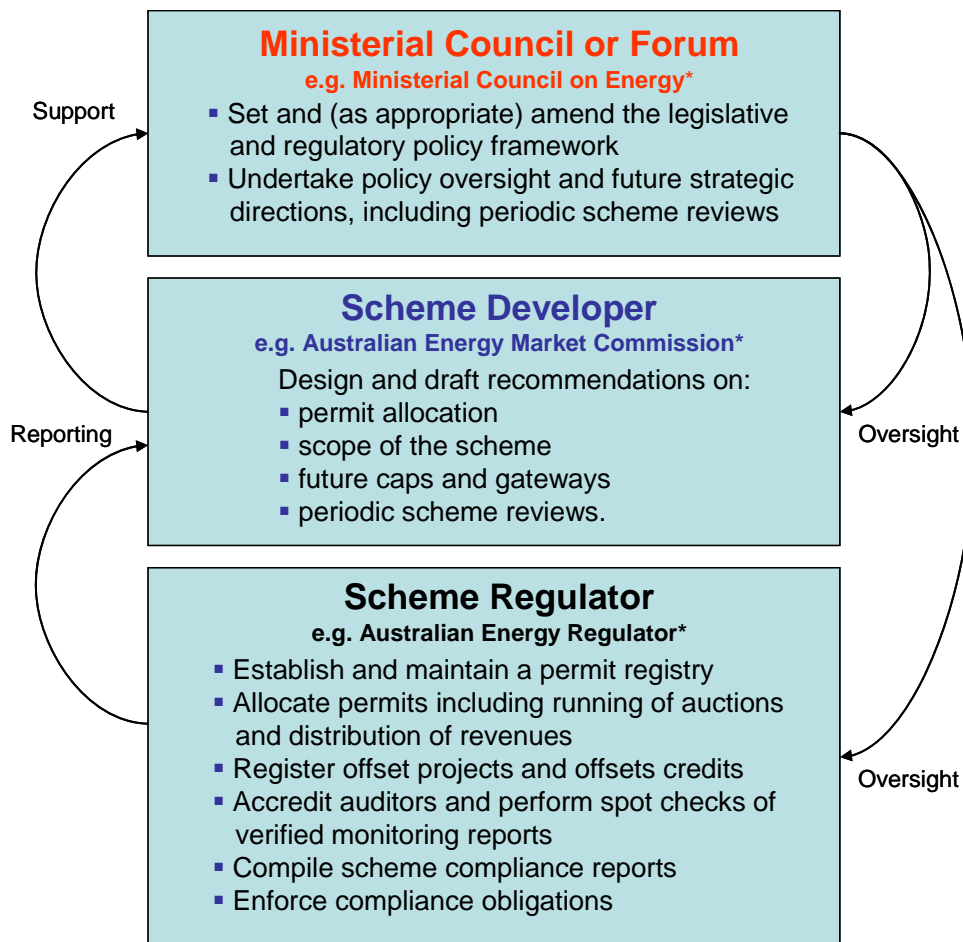 Ministerial Council or Forum
e.g. Ministerial Council on Energy*
Support
▪ Set and (as appropriate) amend the legislative
and regulatory policy framework
▪ Undertake policy oversight and future strategic
directions, including periodic scheme reviews
Scheme Developer
e.g. Australian Energy Market Commission*
Design and draft recommendations on:
▪ permit allocation
▪ scope of the scheme
▪ future caps and gateways
▪ periodic scheme reviews.
Reporting
Oversight
Scheme Regulator
e.g. Australian Energy Regulator*
▪ Establish and maintain a permit registry
▪ Allocate permits including running of auctions
and distribution of revenues
▪ Register offset projects and offsets credits
▪ Accredit auditors and perform spot checks of
verified monitoring reports
▪ Compile scheme compliance reports
▪ Enforce compliance obligations
Oversight